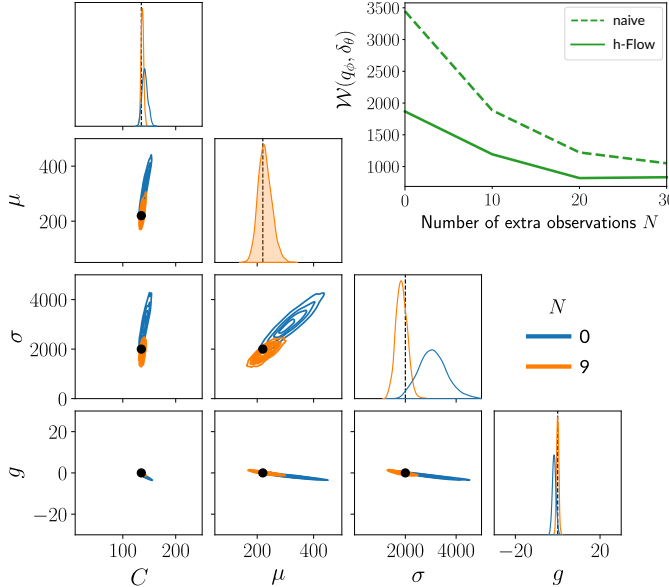 3500
3000
2500
2000
1500
1000
𝒲(q_ϕ, δ_θ)
naive
h-Flow
0 10 20 30
Number of extra observations N
400
200
μ
4000
2000
0
σ
N
0
9
20
0
−20
g
100 200
C
200 400
μ
2000 4000
σ
−20 20
g